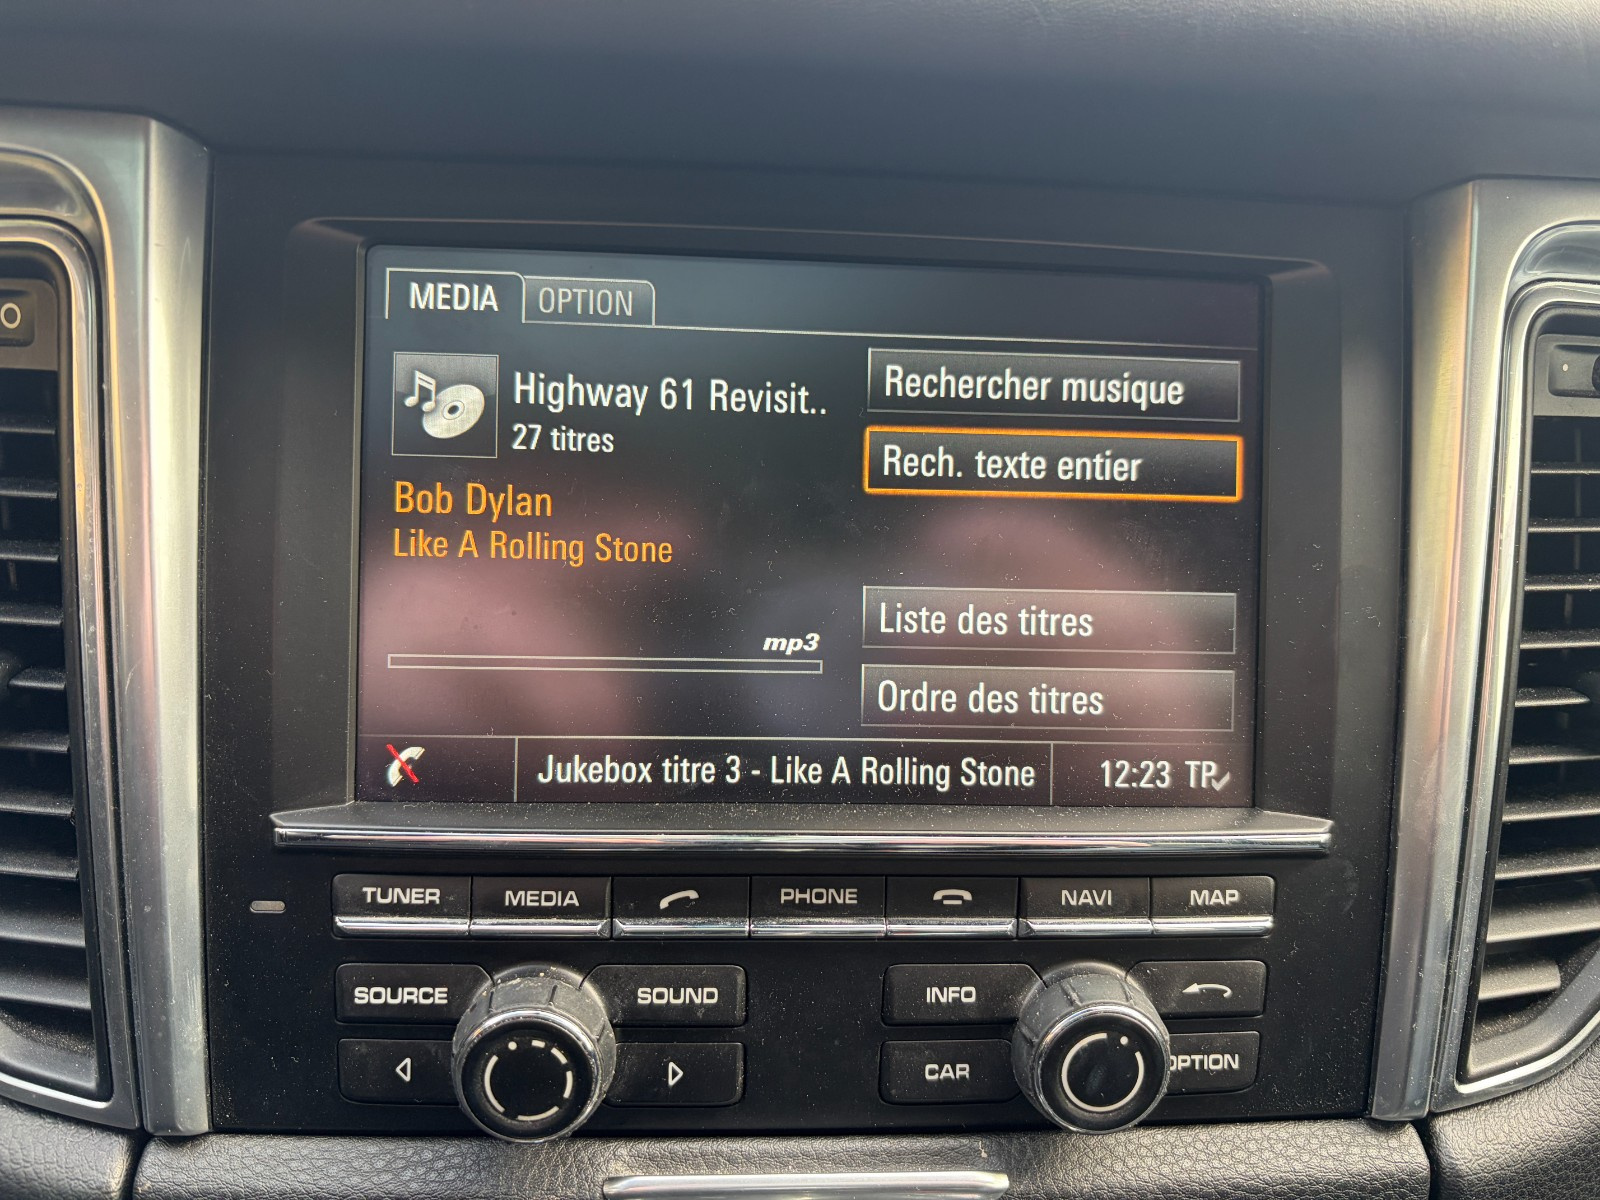 MEDIA
OPTION
Highway 61 Revisit..
27 titres
Bob Dylan
Like A Rolling Stone
mp3
Rechercher musique
Rech. texte entier
Liste des titres
Ordre des titres
Jukebox titre 3 - Like A Rolling Stone
12:23 TP
TUNER
MEDIA
PHONE
NAVI
MAP
SOURCE
SOUND
INFO
CAR
OPTION